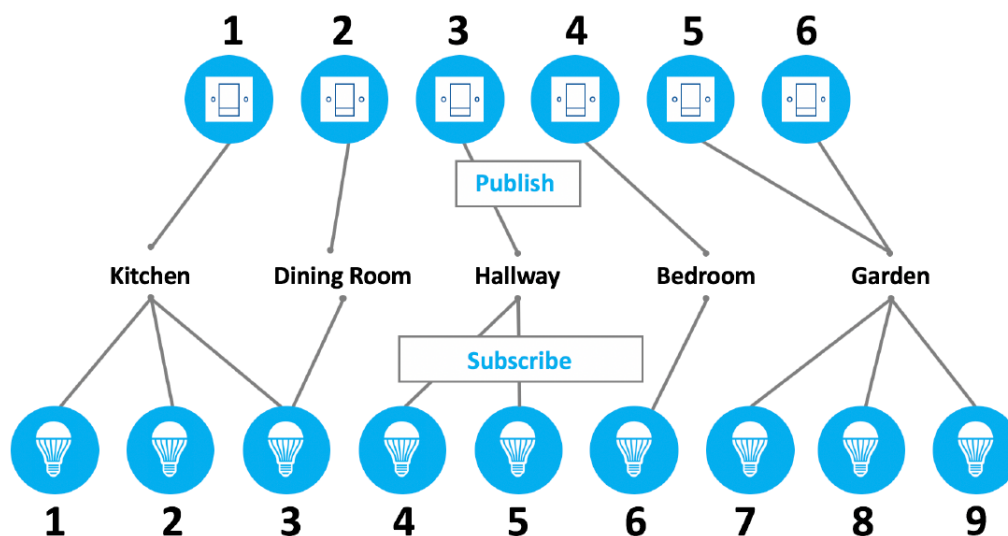 1 2 3 4 5 6
Publish
Kitchen Dining Room Hallway Bedroom Garden
Subscribe
1 2 3 4 5 6 7 8 9